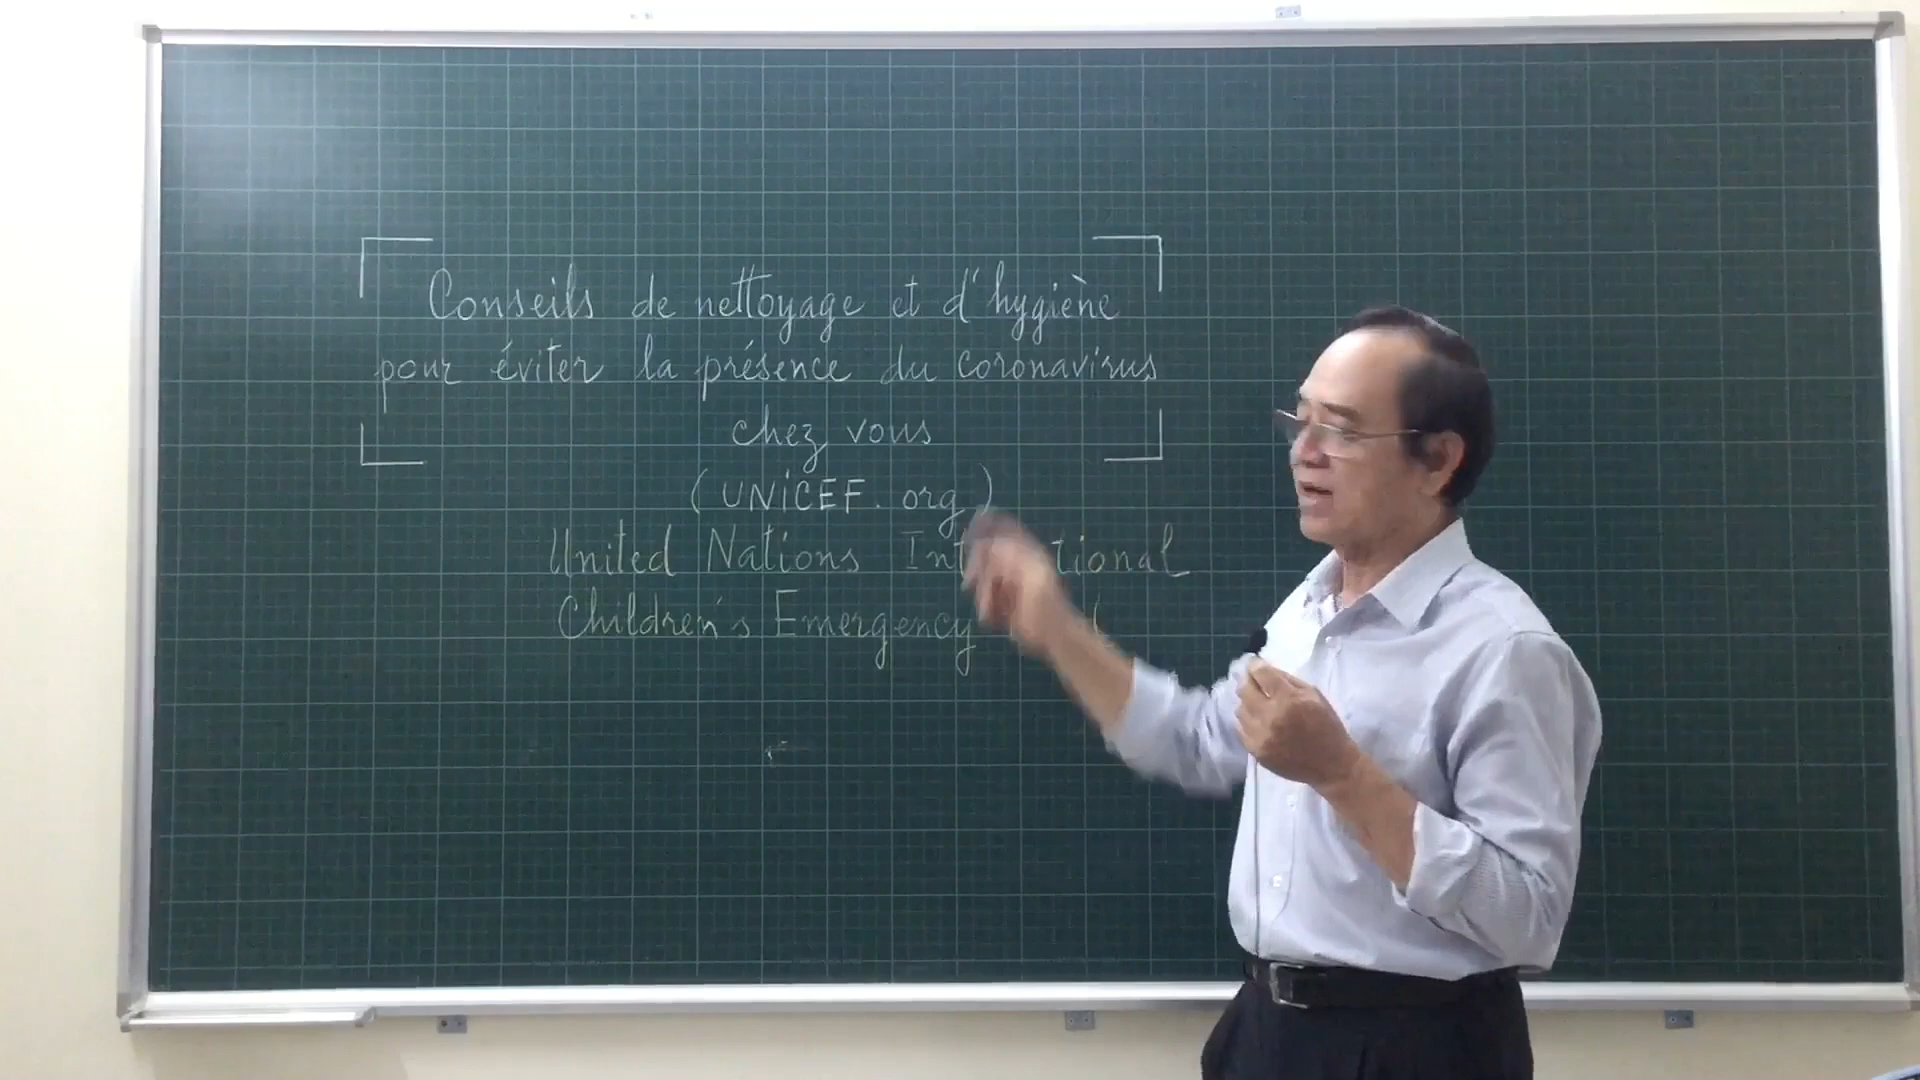 Conseils de nettoyage et d'hygiène
pour éviter la présence du coronavirus
chez vous
(UNICEF.org)
United Nations
Children's Emergency